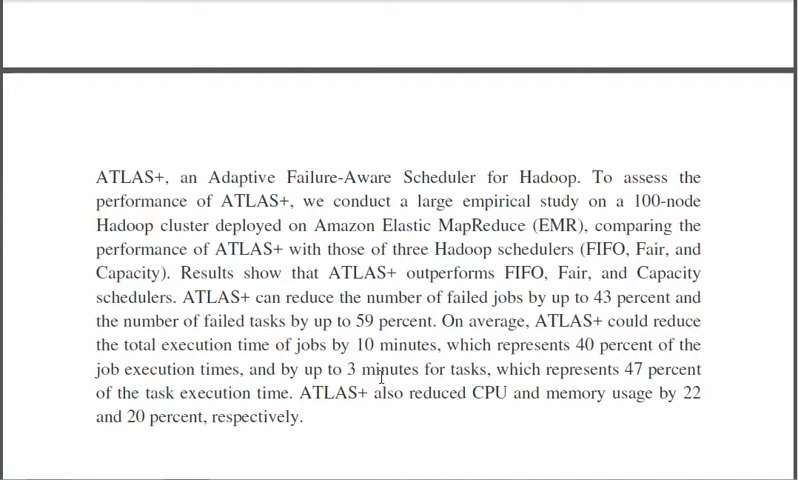 ATLAS+, an Adaptive Failure-Aware Scheduler for Hadoop. To assess the
performance of ATLAS+, we conduct a large empirical study on a 100-node
Hadoop cluster deployed on Amazon Elastic MapReduce (EMR), comparing the
performance of ATLAS+ with those of three Hadoop schedulers (FIFO, Fair, and
Capacity). Results show that ATLAS+ outperforms FIFO, Fair, and Capacity
schedulers. ATLAS+ can reduce the number of failed jobs by up to 43 percent and
the number of failed tasks by up to 59 percent. On average, ATLAS+ could reduce
the total execution time of jobs by 10 minutes, which represents 40 percent of the
job execution times, and by up to 3 minutes for tasks, which represents 47 percent
of the task execution time. ATLAS+ also reduced CPU and memory usage by 22
and 20 percent, respectively.